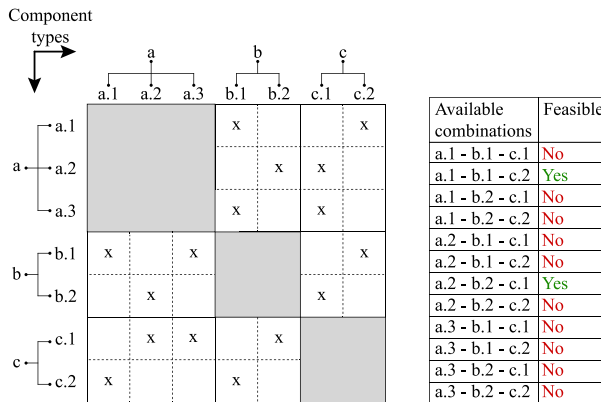 Component
types
a b c
a.1 a.2 a.3 b.1 b.2 c.1 c.2
a.1 x x
a a.2 x x
a.3 x x
b.1 x x x
b
b.2 x x
c.1 x x x
c
c.2 x x
Available Feasible
combinations
a.1 - b.1 - c.1 No
a.1 - b.1 - c.2 Yes
a.1 - b.2 - c.1 No
a.1 - b.2 - c.2 No
a.2 - b.1 - c.1 No
a.2 - b.1 - c.2 No
a.2 - b.2 - c.1 Yes
a.2 - b.2 - c.2 No
a.3 - b.1 - c.1 No
a.3 - b.1 - c.2 No
a.3 - b.2 - c.1 No
a.3 - b.2 - c.2 No